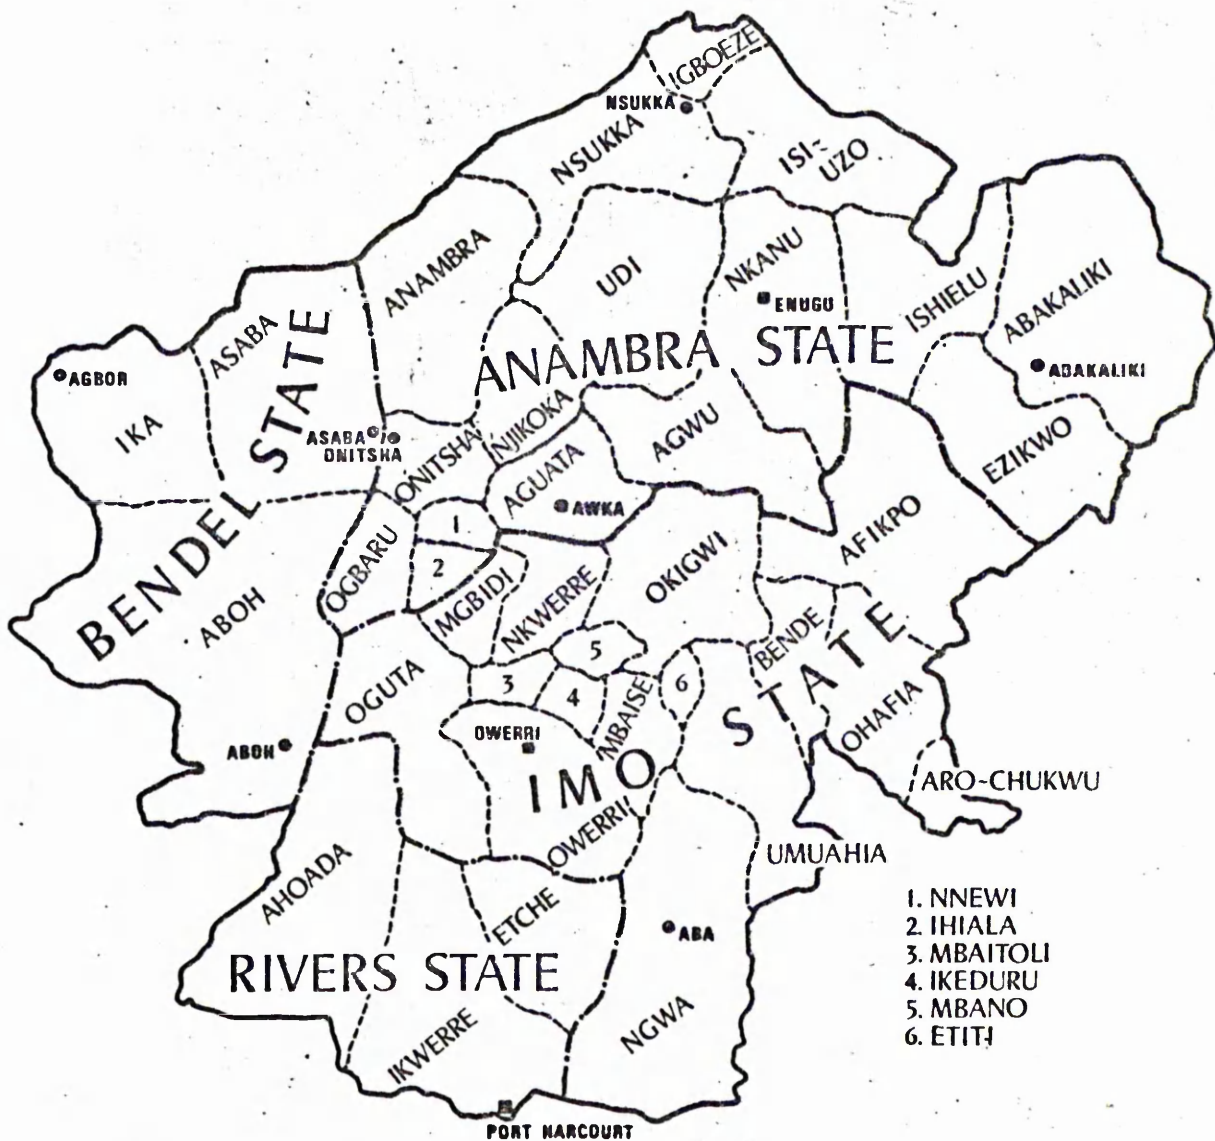 IGBOEZE
NSUKKA
NSUKKA
ISI-
UZO
ANAMBRA
UDI
NKANU
ENUGU
ISHIELU
ABAKALIKI
ABAKALIKI
ASABA
AGBOR
IKA
ANAMBRA STATE
ASABA
ONITSHA
ONITSHA
NJIKOKA
AGUATA
AWKA
AGWU
EZIKWO
AFIKPO
BENDEL STATE
ABOH
ABOH
OGBARU
1
2
MGBIDI
NKWERRE
OKIGWI
5
3
4
MBAISE
6
BENDE
OHAFIA
ARO-CHUKWU
OGUTA
OWERRI
IMO STATE
OWERRI
UMUAHIA
AHOADA
ETCHE
ABA
RIVERS STATE
IKWERRE
NGWA
PORT HARCOURT
1. NNEWI
2. IHIALA
3. MBAITOLI
4. IKEDURU
5. MBANO
6. ETITI